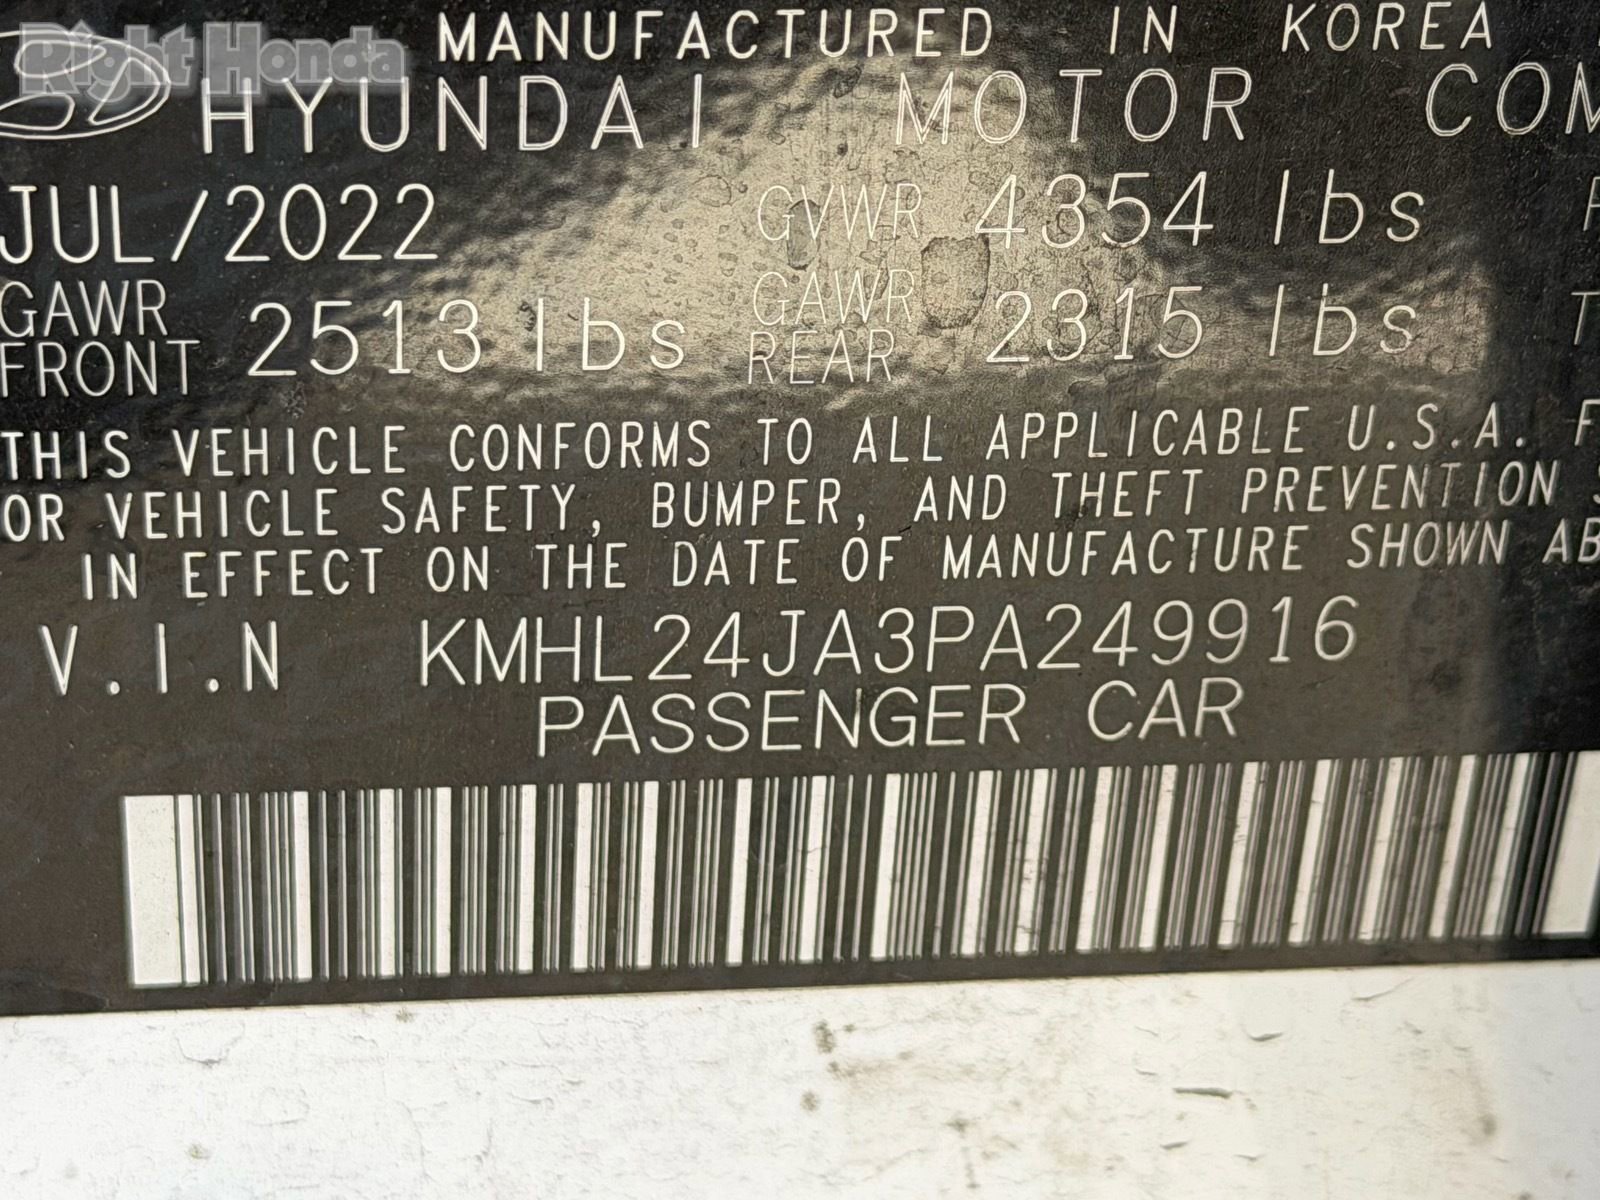 Right Honda
MANUFACTURED IN KOREA
HYUNDAI MOTOR COM
JUL/2022 GVWR 4354 lbs
GAWR FRONT 2513 lbs GAWR REAR 2315 lbs
THIS VEHICLE CONFORMS TO ALL APPLICABLE U.S.A. F
OR VEHICLE SAFETY, BUMPER, AND THEFT PREVENTION S
IN EFFECT ON THE DATE OF MANUFACTURE SHOWN AB
V.I.N KMHL24JA3PA249916
PASSENGER CAR